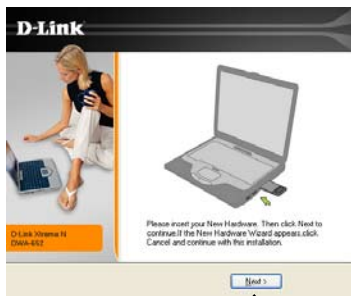 D-Link
Please insert your New Hardware. Then click Next to
continue.If the New Hardware Wizard appears,click
Cancel and continue with this installation.
D-Link Xtreme N
DWA-652
Next >